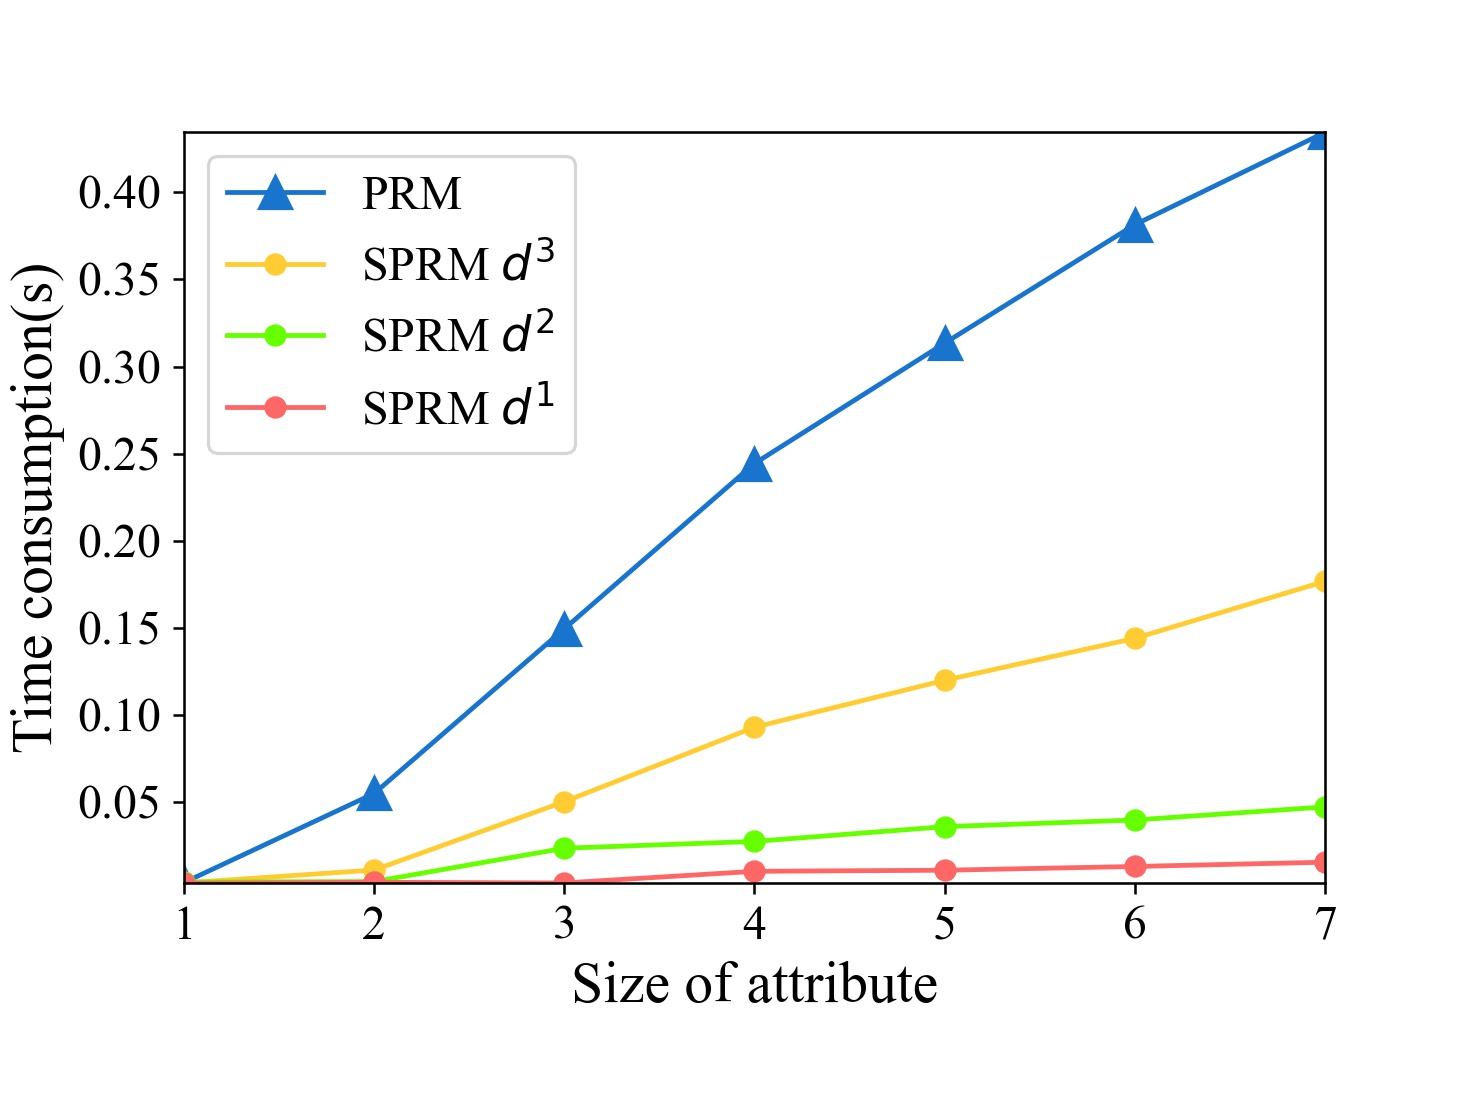 PRM
SPRM d³
SPRM d²
SPRM d¹
0.40
0.35
0.30
0.25
0.20
0.15
0.10
0.05
Time consumption(s)
1 2 3 4 5 6 7
Size of attribute